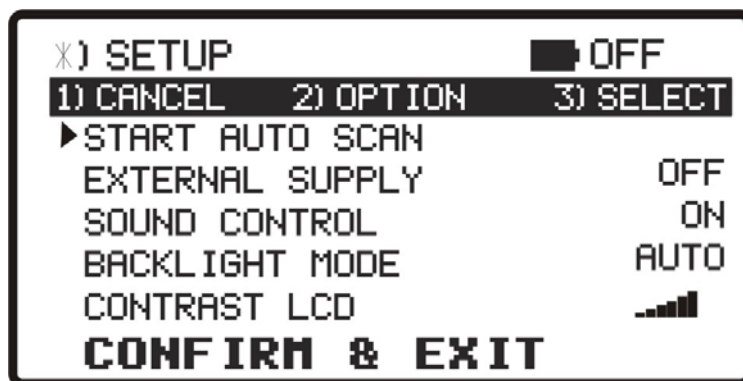 *) SETUP OFF
1) CANCEL 2) OPTION 3) SELECT
START AUTO SCAN
EXTERNAL SUPPLY OFF
SOUND CONTROL ON
BACKLIGHT MODE AUTO
CONTRAST LCD
CONFIRM & EXIT